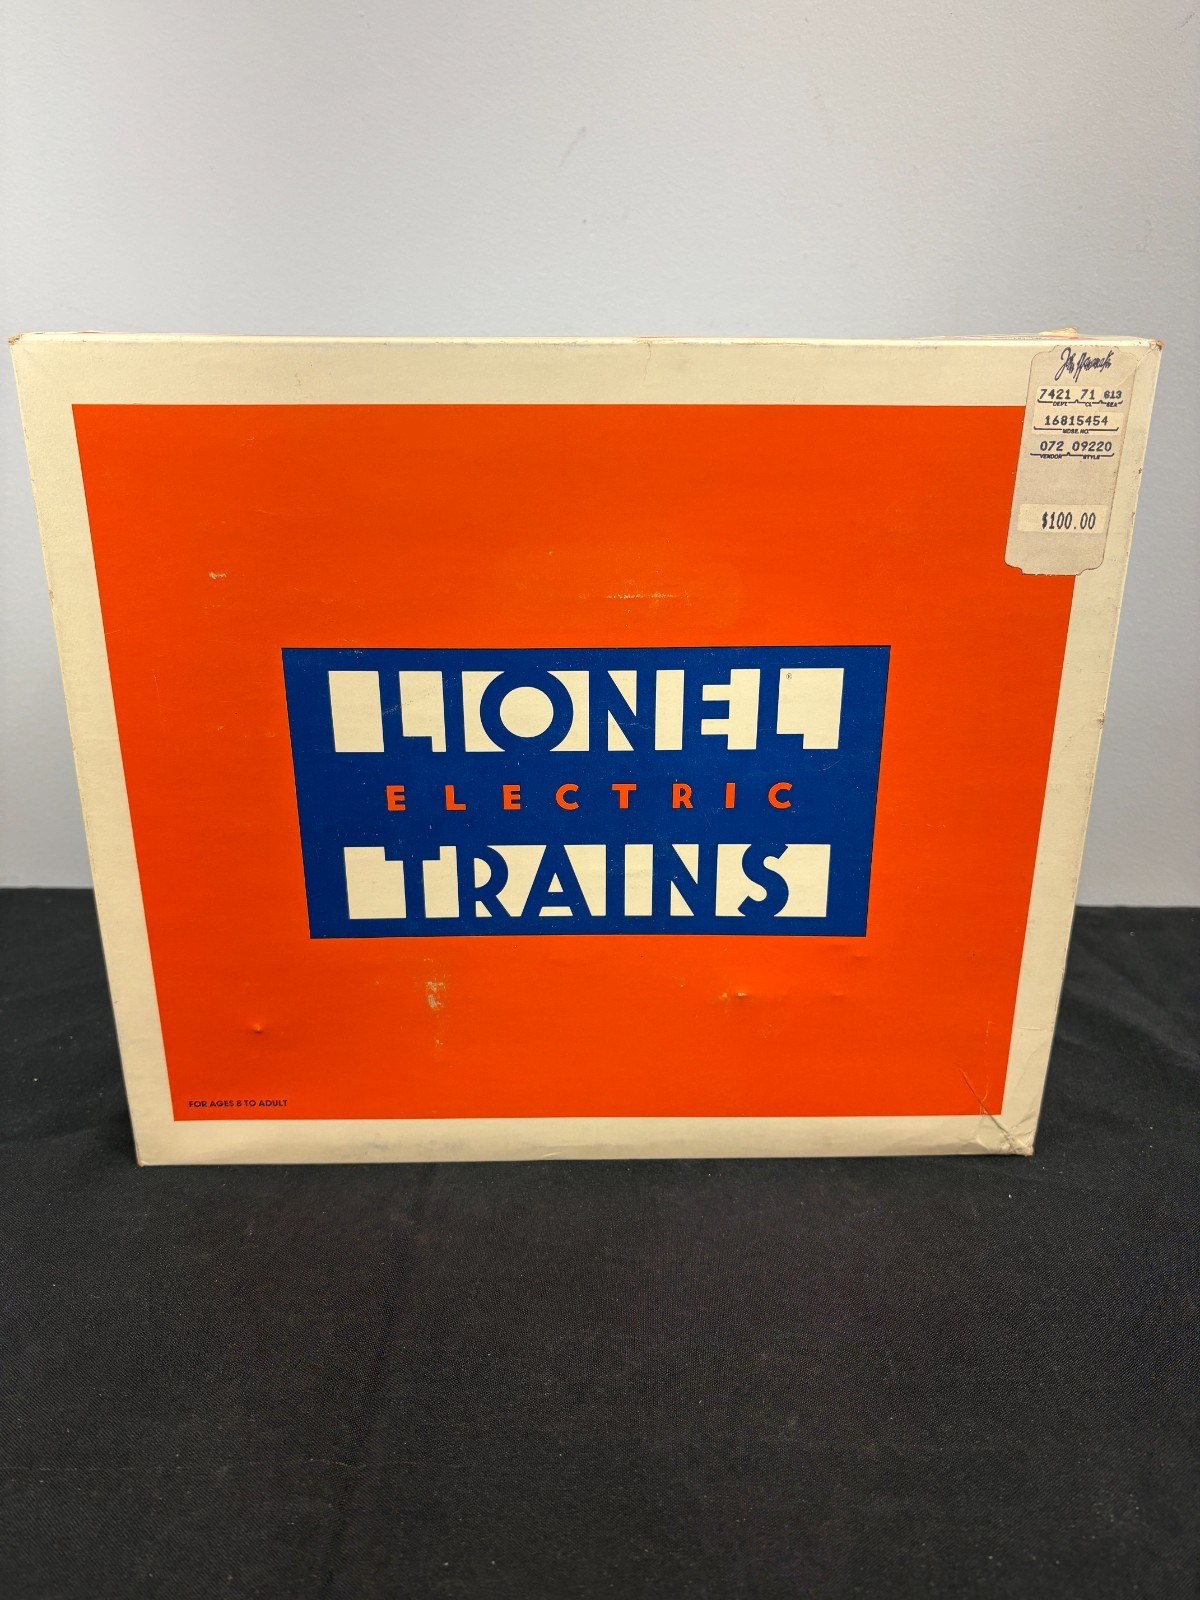 7421 71 613
DEPT. CL. SEA.
16815454
MDSE. NO.
072 09220
VENDOR STYLE
$100.00
LIONEL ®
ELECTRIC
TRAINS
FOR AGES 8 TO ADULT